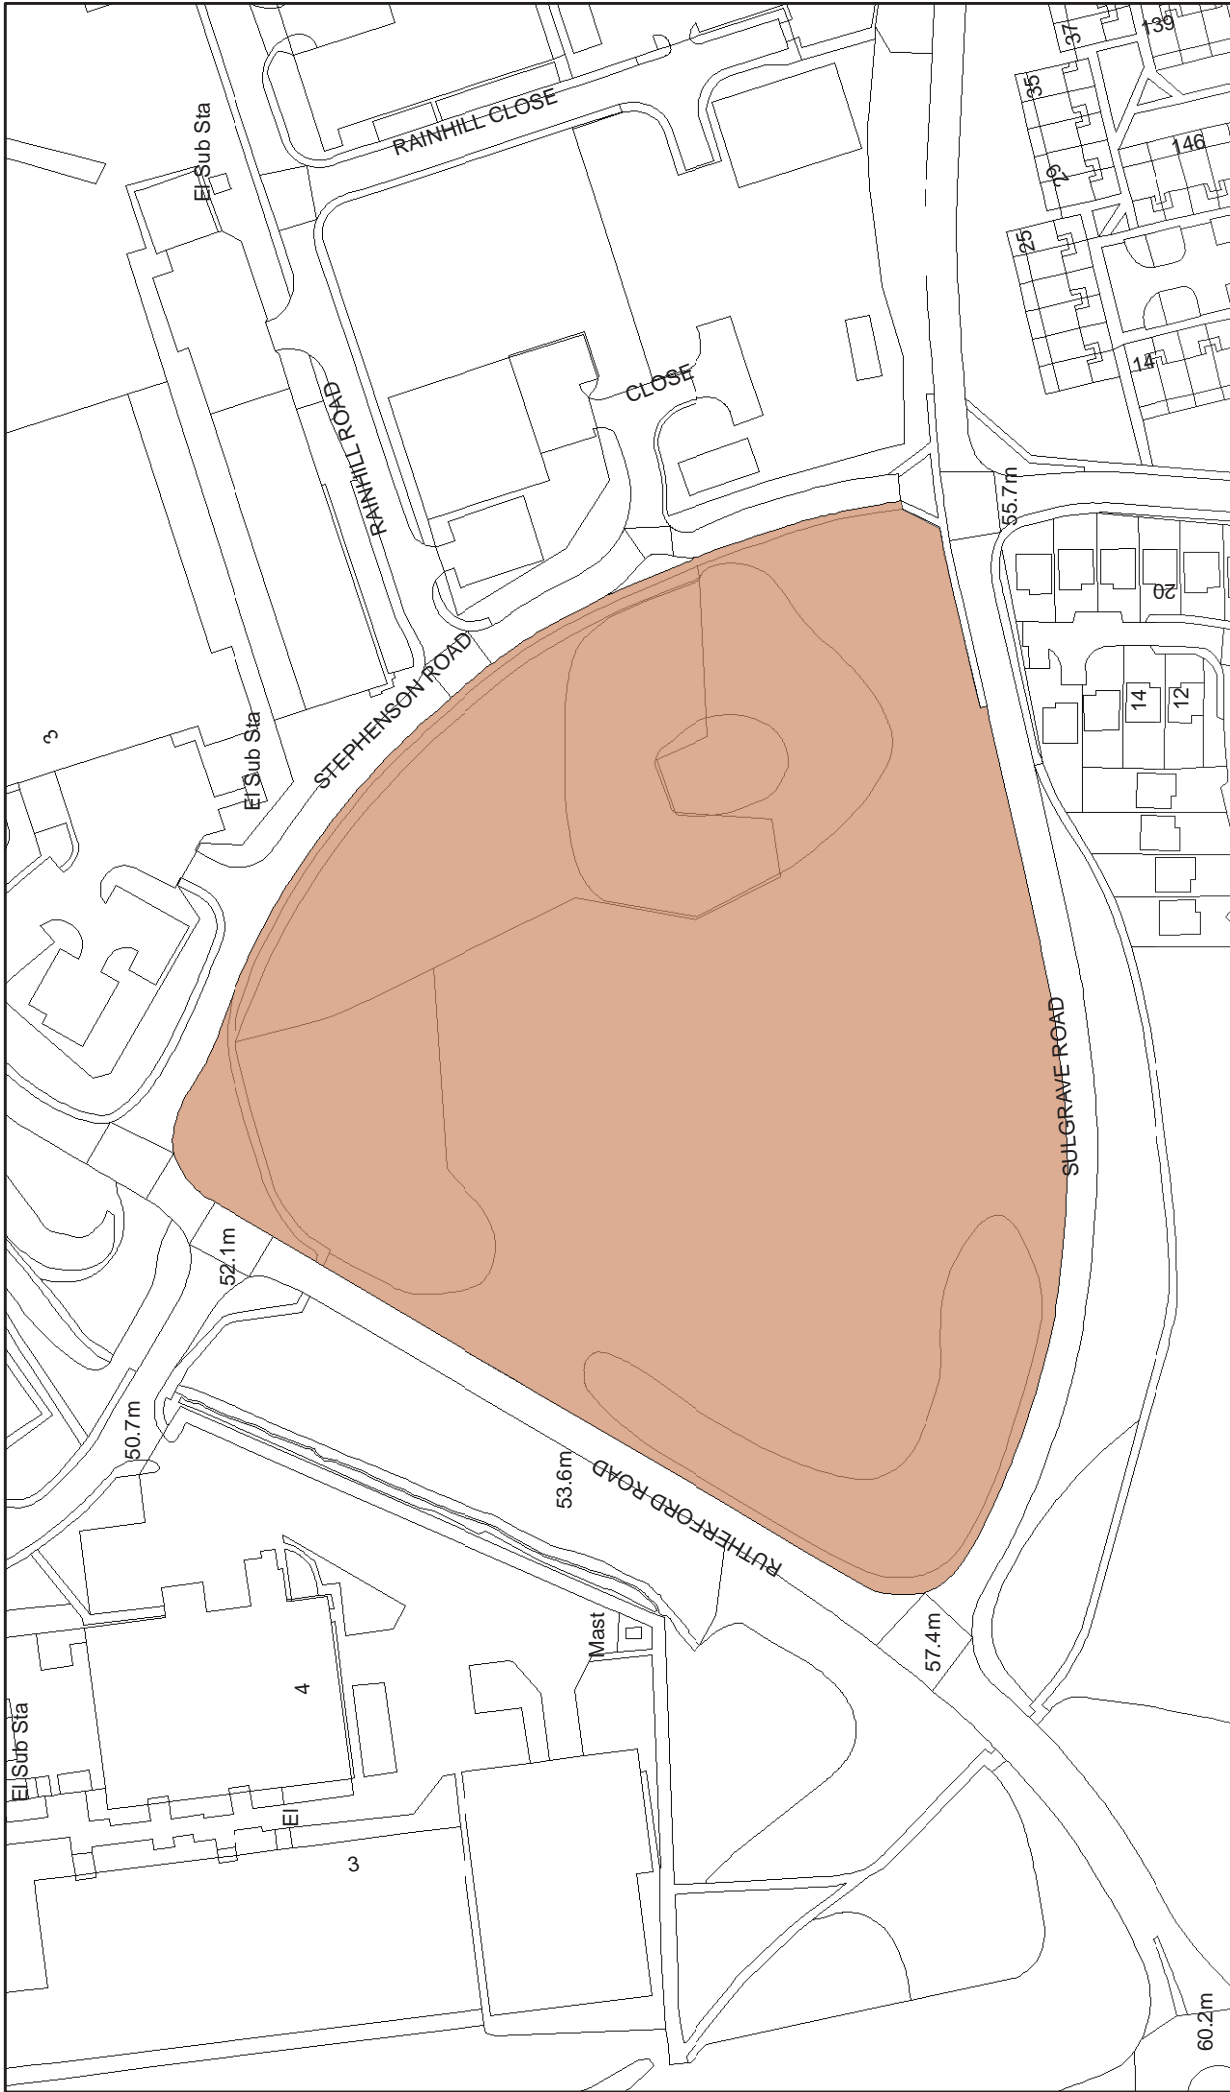 37
139
35
El Sub Sta
RAINHILL CLOSE
146
29
25
14
CLOSE
RAINHILL ROAD
55.7m
20
STEPHENSON ROAD
14
12
3
El Sub Sta
SULGRAVE ROAD
52.1m
50.7m
53.6m
RUTHERFORD ROAD
Mast
57.4m
4
El Sub Sta
El
3
60.2m